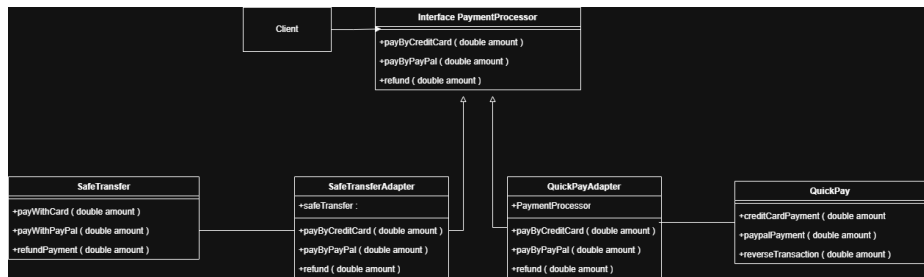 Client
Interface PaymentProcessor
+payByCreditCard ( double amount )
+payByPayPal ( double amount )
+refund ( double amount )
SafeTransfer
+payWithCard ( double amount )
+payWithPayPal ( double amount )
+refundPayment ( double amount )
SafeTransferAdapter
+safeTransfer :
+payByCreditCard ( double amount )
+payByPayPal ( double amount )
+refund ( double amount )
QuickPayAdapter
+PaymentProcessor
+payByCreditCard ( double amount )
+payByPayPal ( double amount )
+refund ( double amount )
QuickPay
+creditCardPayment ( double amount
+paypalPayment ( double amount )
+reverseTransaction ( double amount )